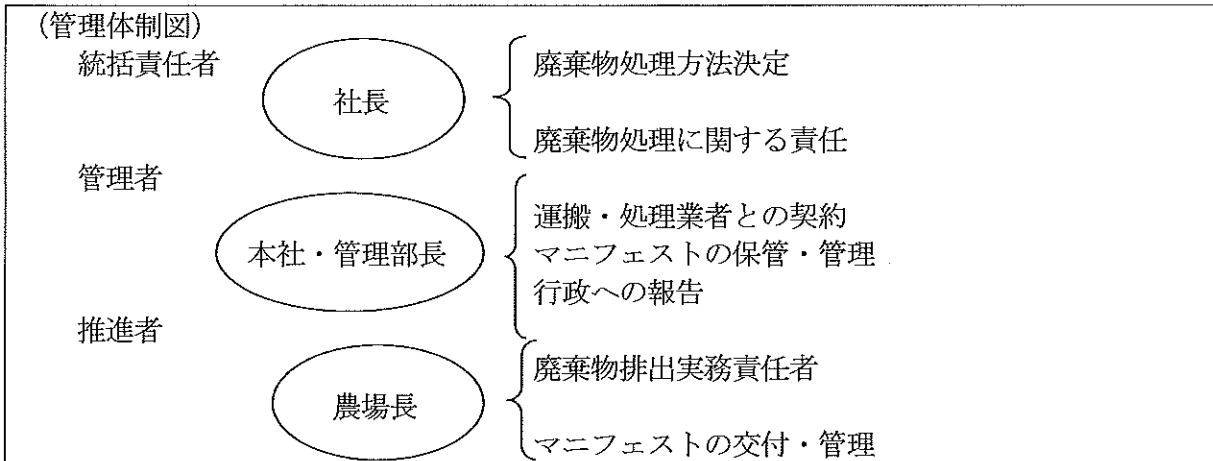 (管理体制図)
統括責任者
社長
廃棄物処理方法決定
廃棄物処理に関する責任
管理者
本社・管理部長
運搬・処理業者との契約
マニフェストの保管・管理
行政への報告
推進者
農場長
廃棄物排出実務責任者
マニフェストの交付・管理